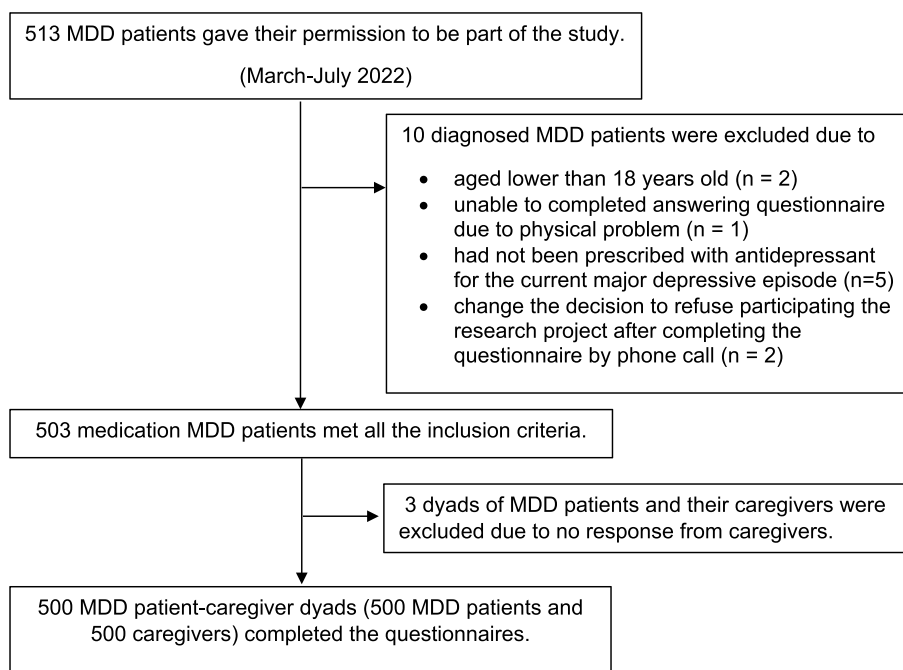 513 MDD patients gave their permission to be part of the study.
(March-July 2022)
10 diagnosed MDD patients were excluded due to
• aged lower than 18 years old (n = 2)
• unable to completed answering questionnaire
due to physical problem (n = 1)
• had not been prescribed with antidepressant
for the current major depressive episode (n=5)
• change the decision to refuse participating the
research project after completing the
questionnaire by phone call (n = 2)
503 medication MDD patients met all the inclusion criteria.
3 dyads of MDD patients and their caregivers were
excluded due to no response from caregivers.
500 MDD patient-caregiver dyads (500 MDD patients and
500 caregivers) completed the questionnaires.